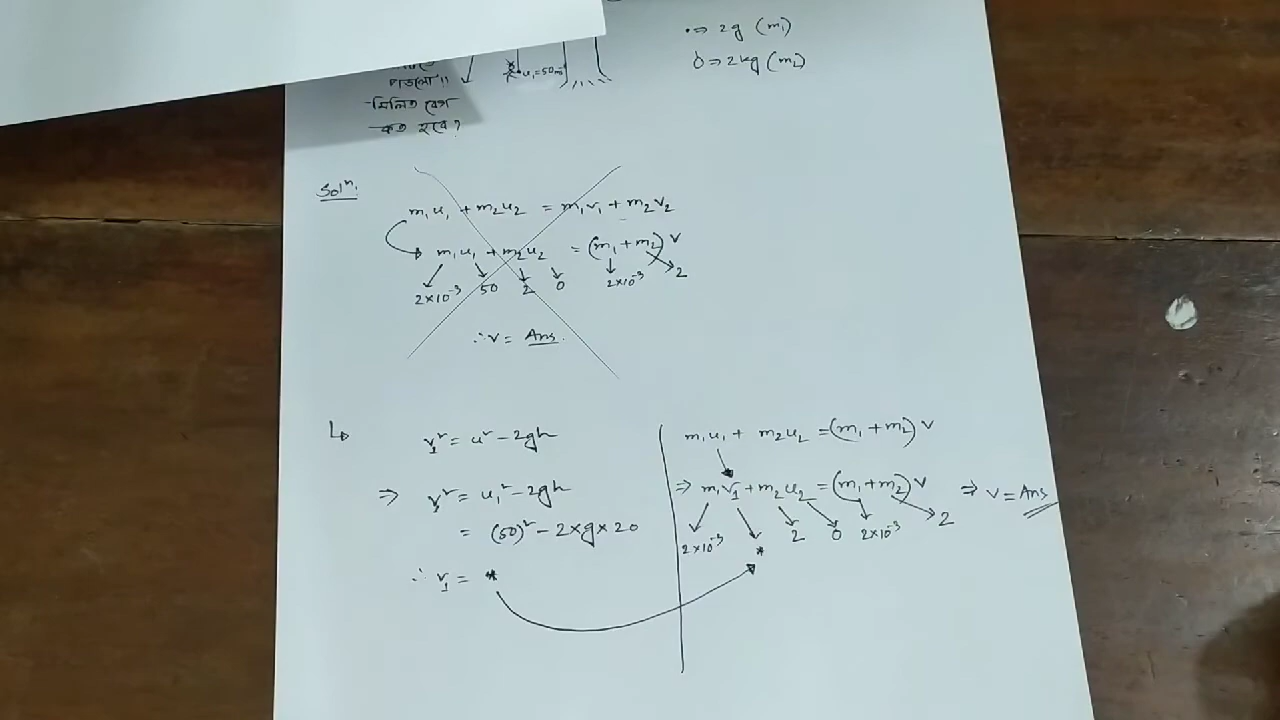 •⇒ 2g (m₁)
⇒ 2kg (m₂)
u₁=50m
মিলিত বেগ
কত হবে?
Solⁿ:
m₁u₁ + m₂u₂ = m₁v₁ + m₂v₂
m₁u₁ + m₂u₂ = (m₁ + m₂) v
2×10⁻³ 50 2 0 2×10⁻³ 2
∴ v = Ans.
v₁² = u² - 2gh
⇒ v₁² = u₁² - 2gh
= (50)² - 2×g×20
∴ v₁ = *
m₁u₁ + m₂u₂ = (m₁ + m₂) v
⇒ m₁v₁ + m₂u₂ = (m₁ + m₂) v ⇒ v = Ans
2×10⁻³ * 2 0 2×10⁻³ 2